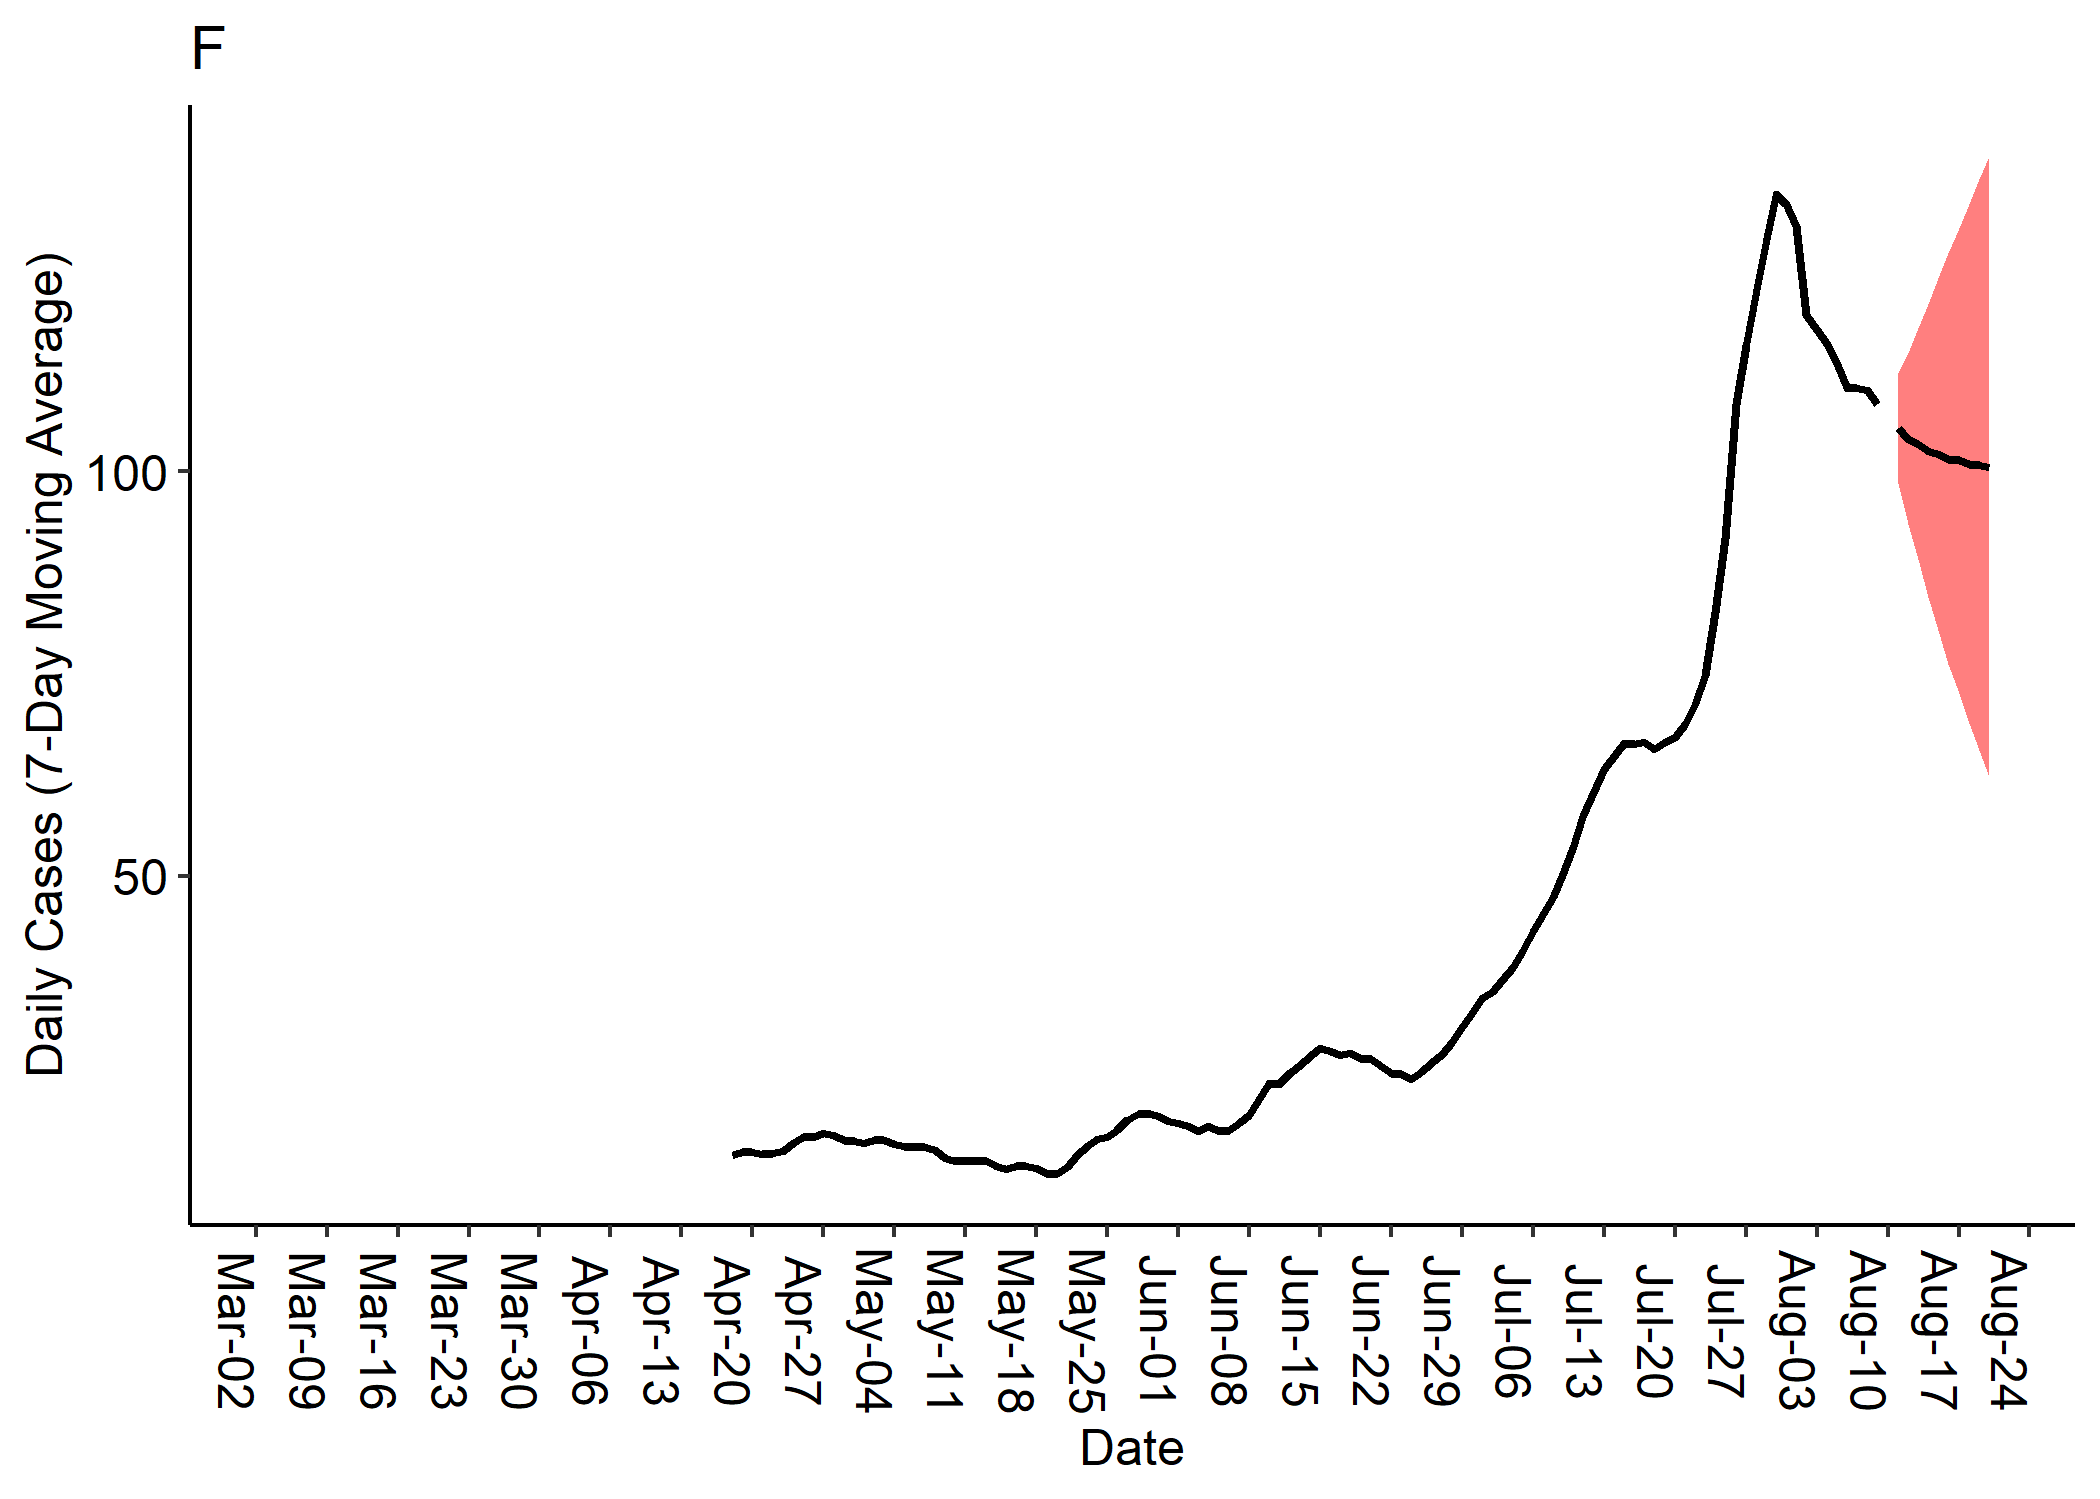 F
Daily Cases (7-Day Moving Average)
100
50
Mar-02
Mar-09
Mar-16
Mar-23
Mar-30
Apr-06
Apr-13
Apr-20
Apr-27
May-04
May-11
May-18
May-25
Jun-01
Jun-08
Jun-15
Jun-22
Jun-29
Jul-06
Jul-13
Jul-20
Jul-27
Aug-03
Aug-10
Aug-17
Aug-24
Date